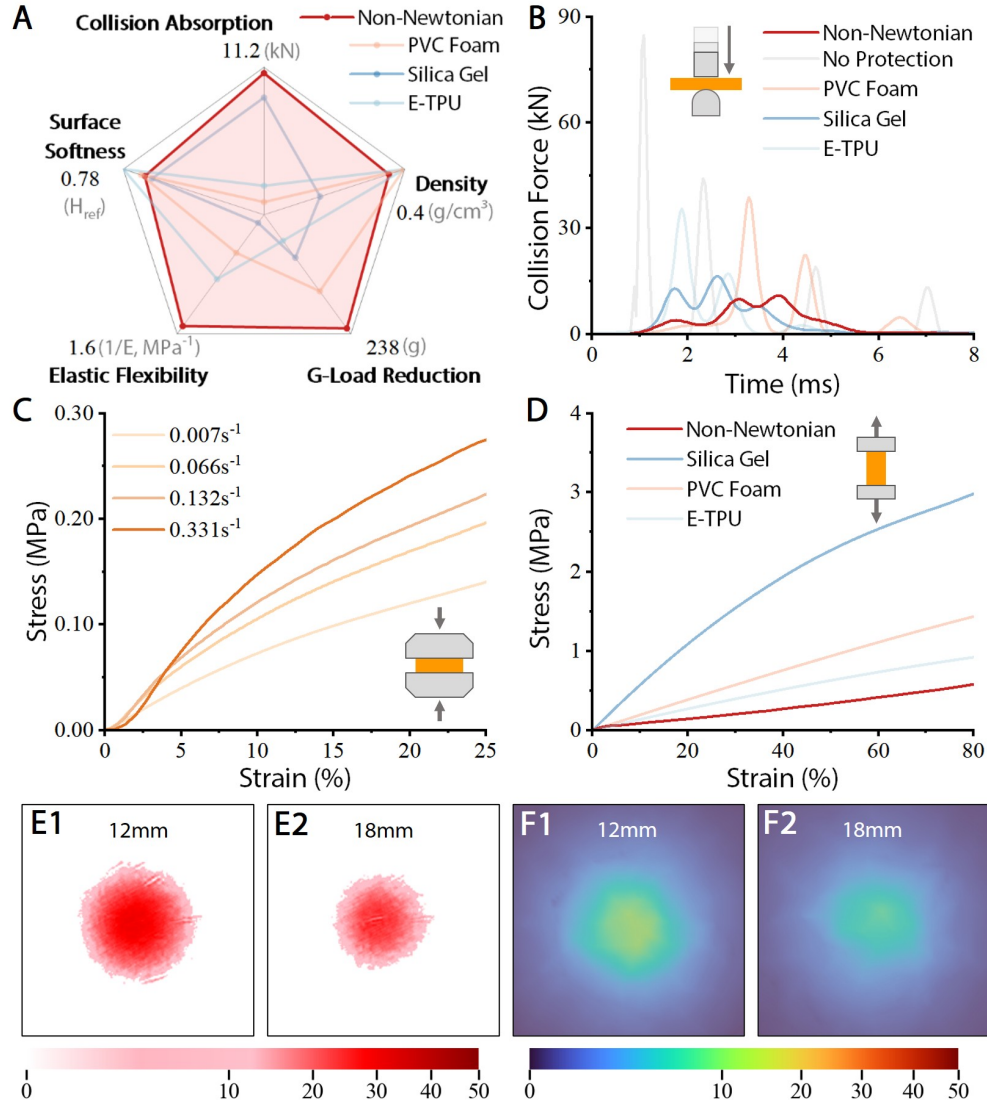 A
Collision Absorption
11.2 (kN)
Non-Newtonian
PVC Foam
Silica Gel
E-TPU
Surface
Softness
0.78
(H_ref)
Density
0.4 (g/cm³)
1.6 (1/E, MPa⁻¹)
Elastic Flexibility
238 (g)
G-Load Reduction
B
Collision Force (kN)
90
60
30
0
0 2 4 6 8
Time (ms)
Non-Newtonian
No Protection
PVC Foam
Silica Gel
E-TPU
C
Stress (MPa)
0.30
0.20
0.10
0.00
0 5 10 15 20 25
Strain (%)
0.007s⁻¹
0.066s⁻¹
0.132s⁻¹
0.331s⁻¹
D
Stress (MPa)
4
3
2
1
0
0 20 40 60 80
Strain (%)
Non-Newtonian
Silica Gel
PVC Foam
E-TPU
E1
12mm
E2
18mm
F1
12mm
F2
18mm
0 10 20 30 40 50
0 10 20 30 40 50